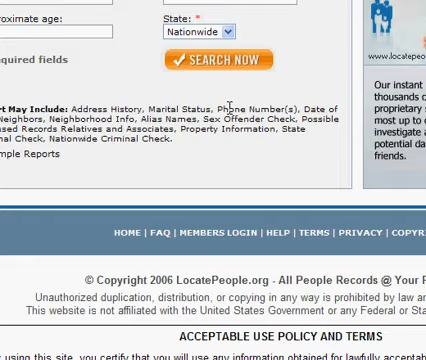 roximate age:
State: *
Nationwide
equired fields
SEARCH NOW
www.locatepeo
rt May Include: Address History, Marital Status, Phone Number(s), Date of
Neighbors, Neighborhood Info, Alias Names, Sex Offender Check, Possible
ased Records Relatives and Associates, Property Information, State
nal Check, Nationwide Criminal Check.
mple Reports
Our instant
thousands o
proprietary s
most up to d
investigate a
potential da
friends.
HOME | FAQ | MEMBERS LOGIN | HELP | TERMS | PRIVACY | COPYR
© Copyright 2006 LocatePeople.org - All People Records @ Your F
Unauthorized duplication, distribution, or copying in any way is prohibited by law a
This website is not affiliated with the United States Government or any Federal or Sta
ACCEPTABLE USE POLICY AND TERMS
y using this site, you certify that you will use any information obtained for lawfully acceptab